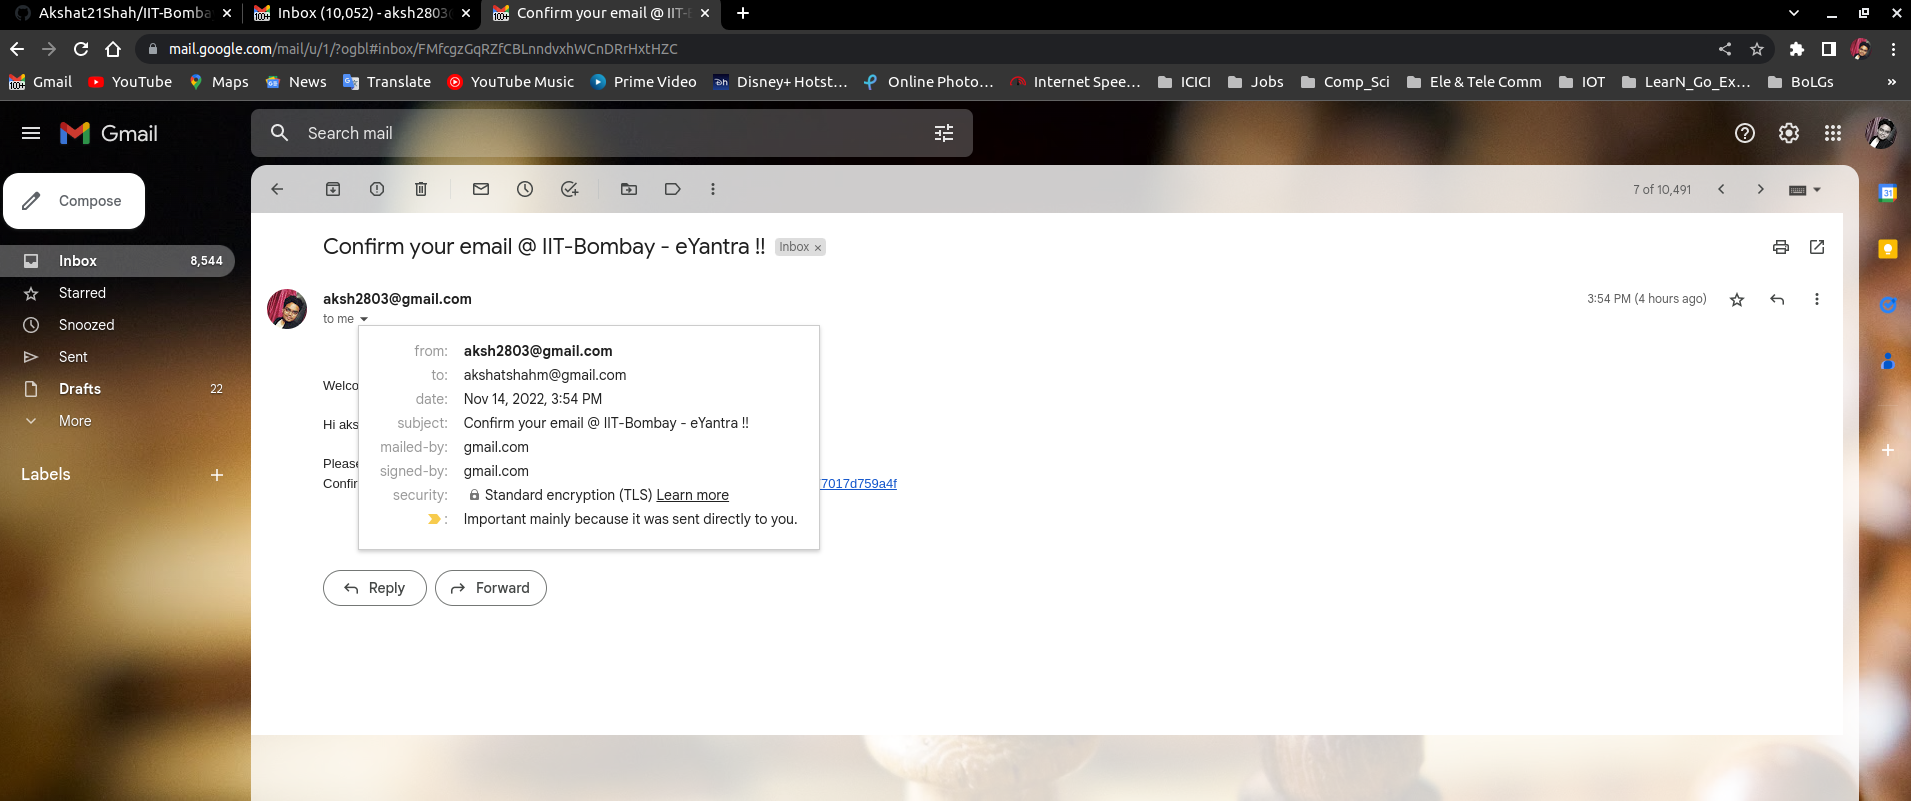 Akshat21Shah/IIT-Bomba
Inbox (10,052) - aksh2803
Confirm your email @ IIT-E
mail.google.com/mail/u/1/?ogbl#inbox/FMfcgzGqRZfCBLnndvxhWCnDRrHxtHZC
Gmail YouTube Maps News Translate YouTube Music Prime Video Disney+ Hotst... Online Photo... Internet Spee... ICICI Jobs Comp_Sci Ele & Tele Comm IOT LearN_Go_Ex... BoLGs »
Gmail
Search mail
Compose
7 of 10,491
Inbox 8,544
Starred
Snoozed
Sent
Drafts 22
More
Labels
Confirm your email @ IIT-Bombay - eYantra !! Inbox x
aksh2803@gmail.com
3:54 PM (4 hours ago)
to me
from: aksh2803@gmail.com
to: akshatshahm@gmail.com
date: Nov 14, 2022, 3:54 PM
subject: Confirm your email @ IIT-Bombay - eYantra !!
mailed-by: gmail.com
signed-by: gmail.com
security: Standard encryption (TLS) Learn more
: Important mainly because it was sent directly to you.
Welco
Hi aks
Please
Confir 7017d759a4f
Reply
Forward